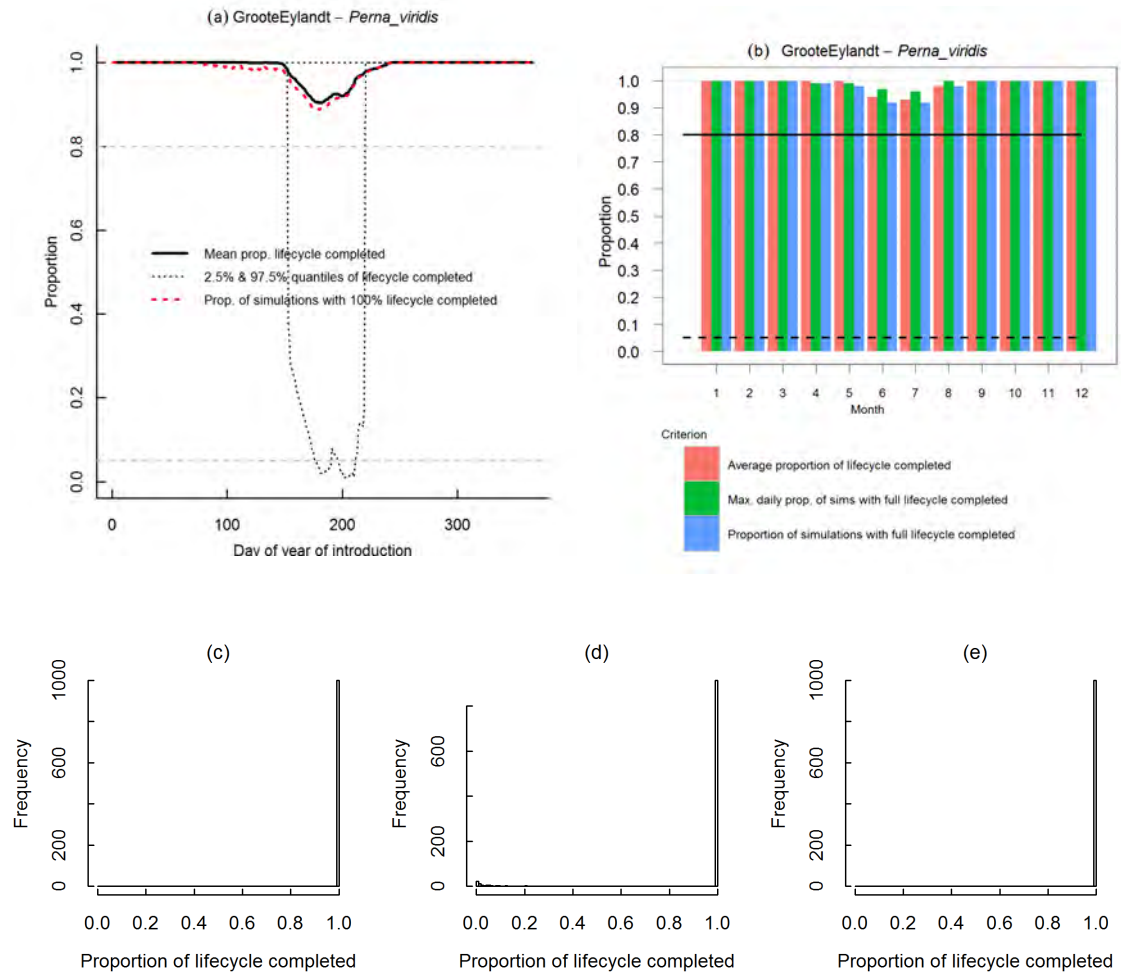 (a) GrooteEylandt – Perna_viridis
Proportion
1.0
0.8
0.6
0.4
0.2
0.0
Mean prop. lifecycle completed
2.5% & 97.5% quantiles of lifecycle completed
Prop. of simulations with 100% lifecycle completed
0 100 200 300
Day of year of introduction
(b) GrooteEylandt – Perna_viridis
Proportion
1.0
0.9
0.8
0.7
0.6
0.5
0.4
0.3
0.2
0.1
0.0
1 2 3 4 5 6 7 8 9 10 11 12
Month
Criterion
Average proportion of lifecycle completed
Max. daily prop. of sims with full lifecycle completed
Proportion of simulations with full lifecycle completed
(c)
Frequency
1000
600
200
0
0.0 0.2 0.4 0.6 0.8 1.0
Proportion of lifecycle completed
(d)
Frequency
600
200
0
0.0 0.2 0.4 0.6 0.8 1.0
Proportion of lifecycle completed
(e)
Frequency
1000
600
200
0
0.0 0.2 0.4 0.6 0.8 1.0
Proportion of lifecycle completed